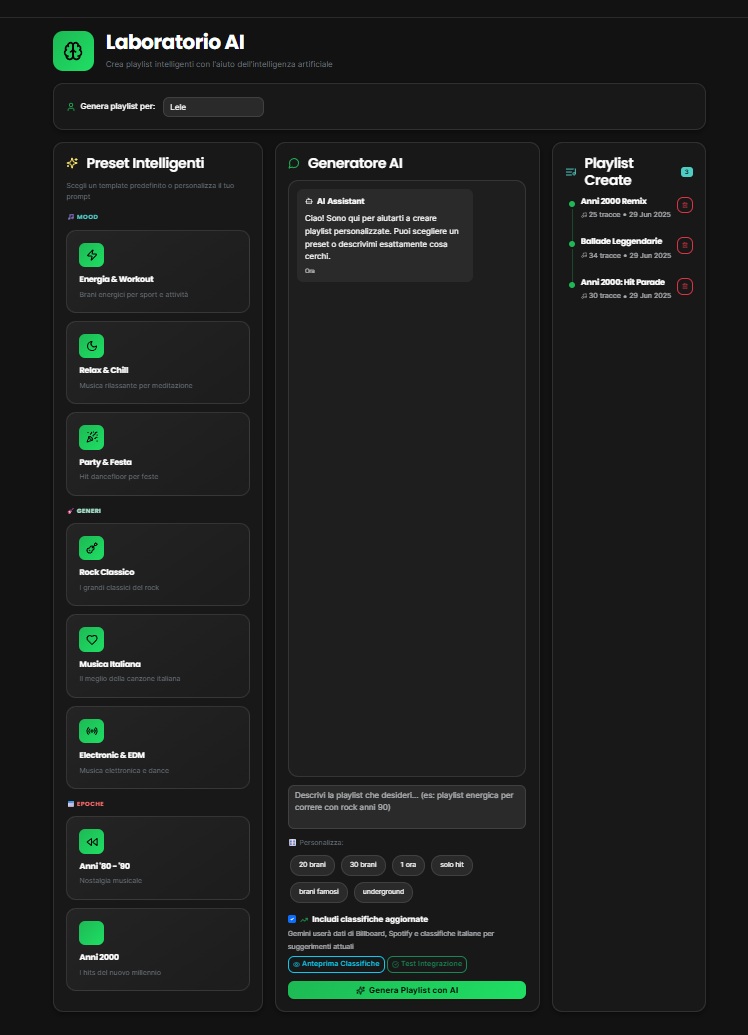 Laboratorio AI
Crea playlist intelligenti con l'aiuto dell'intelligenza artificiale
Genera playlist per:
Lele
Preset Intelligenti
Scegli un template predefinito o personalizza il tuo
prompt
MOOD
Energia & Workout
Brani energici per sport e attività
Relax & Chill
Musica rilassante per meditazione
Party & Festa
Hit dancefloor per feste
GENERI
Rock Classico
I grandi classici del rock
Musica Italiana
Il meglio della canzone italiana
Electronic & EDM
Musica elettronica e dance
EPOCHE
Anni '80 - '90
Nostalgia musicale
Anni 2000
I hits del nuovo millennio
Generatore AI
AI Assistant
Ciao! Sono qui per aiutarti a creare
playlist personalizzate. Puoi scegliere un
preset o descrivimi esattamente cosa
cerchi.
Ora
Descrivi la playlist che desideri... (es: playlist energica per
correre con rock anni 90)
Personalizza:
20 brani
30 brani
1 ora
solo hit
brani famosi
underground
Includi classifiche aggiornate
Gemini userà dati di Billboard, Spotify e classifiche italiane per
suggerimenti attuali
Anteprima Classifiche
Test Integrazione
Genera Playlist con AI
Playlist
Create
3
Anni 2000 Remix
25 tracce • 29 Jun 2025
Ballade Leggendarie
34 tracce • 29 Jun 2025
Anni 2000: Hit Parade
30 tracce • 29 Jun 2025